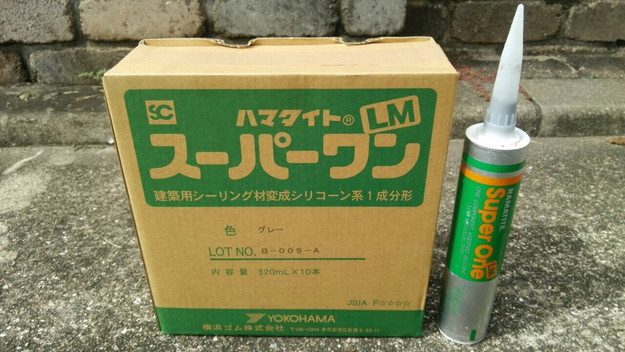 SC
ハマタイト®
LM
スーパーワン
建築用シーリング材変成シリコーン系1成分形
色 グレー
LOT NO. B-005-A
内容量 320mL×10本
JSIA F☆☆☆☆
YOKOHAMA
横浜ゴム株式会社
HAMATITE
Super One
LM